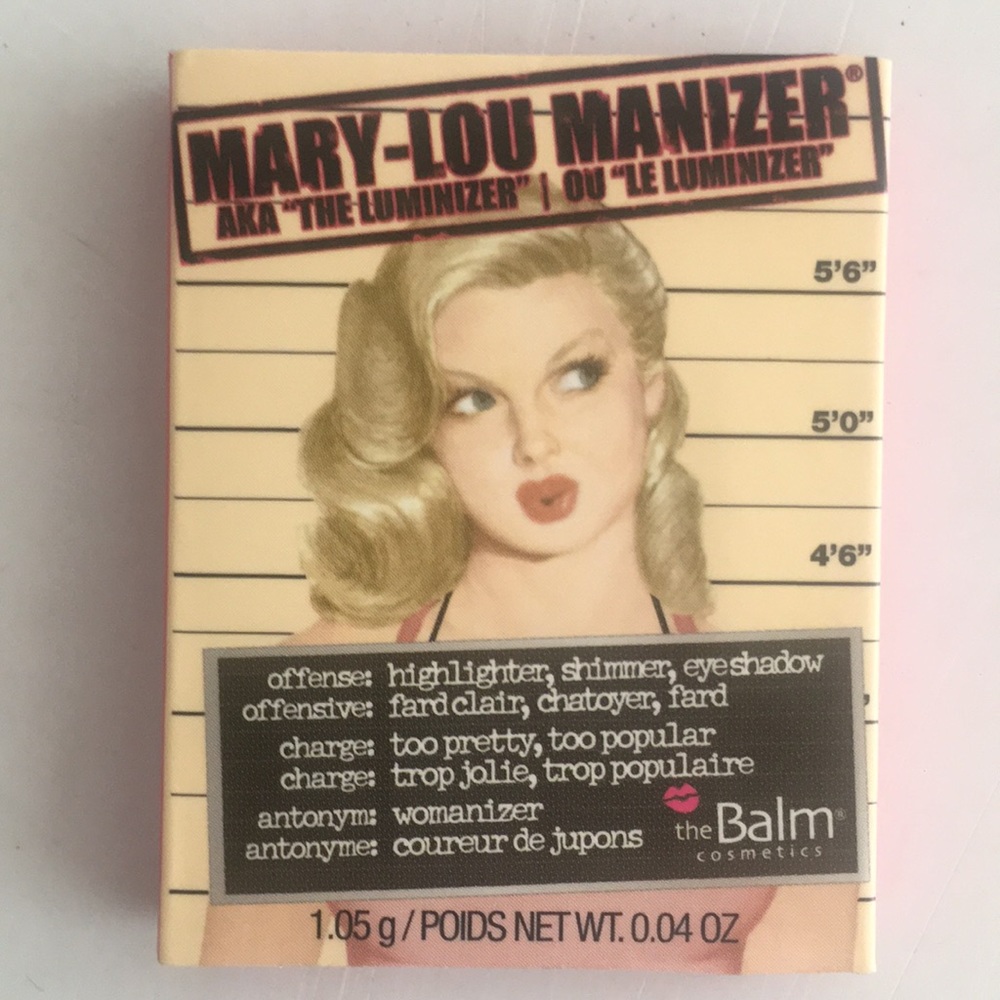 MARY-LOU MANIZER®
AKA "THE LUMINIZER" | OU "LE LUMINIZER"
5'6"
5'0"
4'6"
offense: highlighter, shimmer, eyeshadow
offensive: fard clair, chatoyer, fard
charge: too pretty, too popular
charge: trop jolie, trop populaire
antonym: womanizer
antonyme: coureur de jupons
theBalm®
cosmetics
1.05 g / POIDS NET WT. 0.04 OZ